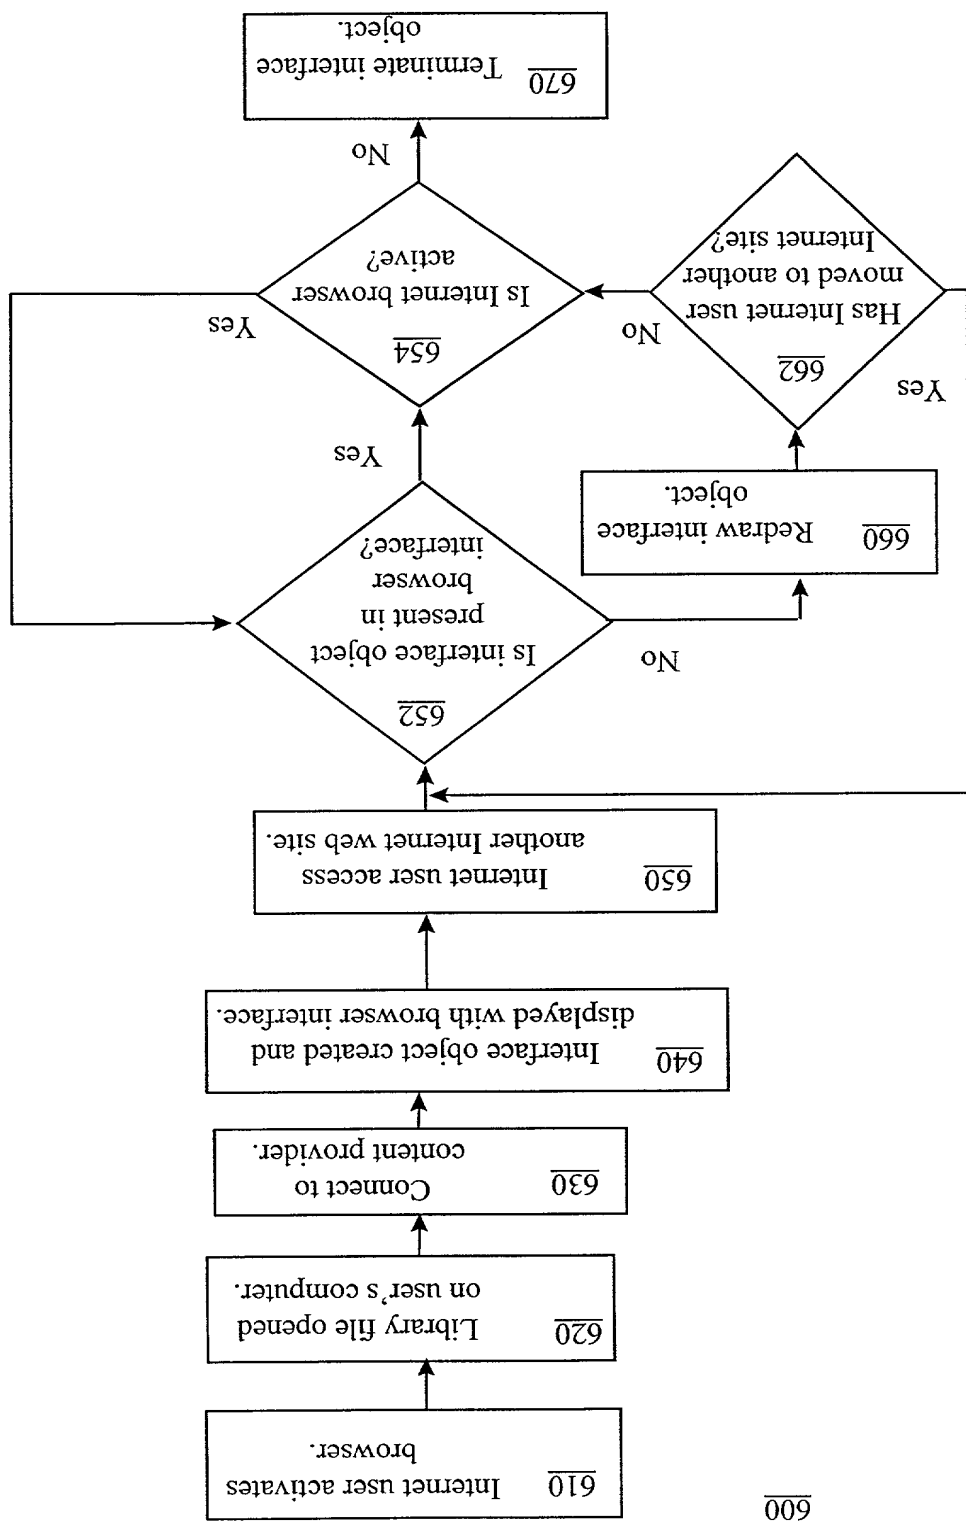 600
610
Internet user activates
browser.
620
Library file opened
on user's computer.
630
Connect to
content provider.
640
Interface object created and
displayed with browser interface.
650
Internet user access
another Internet web site.
652
Is interface object
present in
browser
interface?
No
Yes
660
Redraw interface
object.
662
Has Internet user
moved to another
Internet site?
Yes
No
654
Is Internet browser
active?
Yes
No
670
Terminate interface
object.